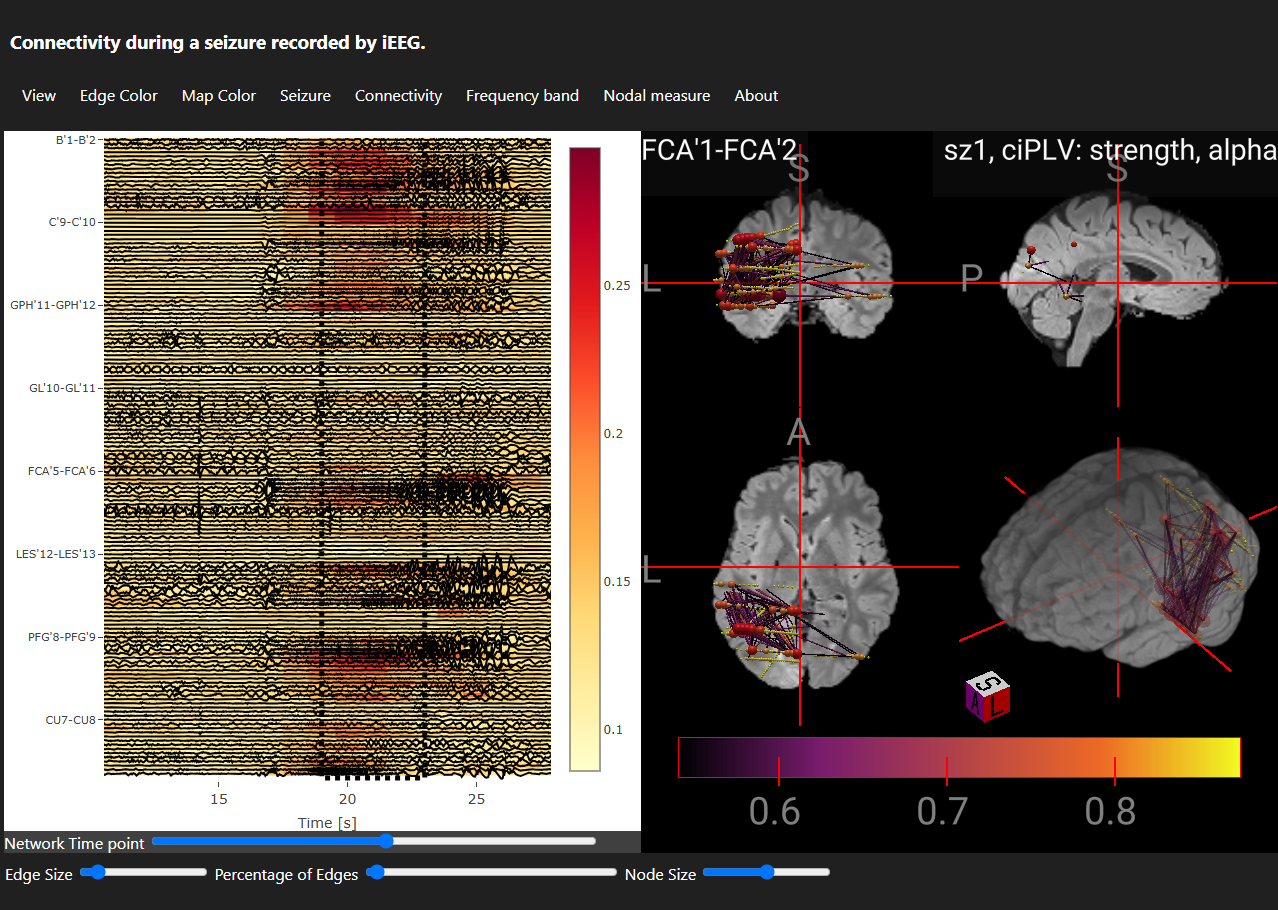 Connectivity during a seizure recorded by iEEG.
View Edge Color Map Color Seizure Connectivity Frequency band Nodal measure About
B'1-B'2
C'9-C'10
GPH'11-GPH'12
GL'10-GL'11
FCA'5-FCA'6
LES'12-LES'13
PFG'8-PFG'9
CU7-CU8
15 20 25
Time [s]
0.25
0.2
0.15
0.1
FCA'1-FCA'2 sz1, ciPLV: strength, alpha
S S
L P
A
L
S
A L
0.6 0.7 0.8
Network Time point
Edge Size Percentage of Edges Node Size